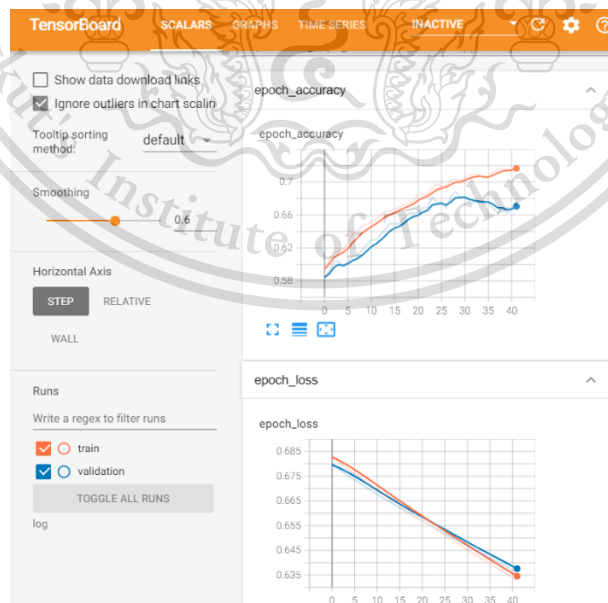 TensorBoard SCALARS GRAPHS TIME SERIES INACTIVE
Show data download links
Ignore outliers in chart scalin
Tooltip sorting
method: default
Smoothing
0.6
Horizontal Axis
STEP RELATIVE
WALL
Runs
Write a regex to filter runs
train
validation
TOGGLE ALL RUNS
log
epoch_accuracy
epoch_accuracy
0.7
0.66
0.62
0.58
0 5 10 15 20 25 30 35 40
epoch_loss
epoch_loss
0.685
0.675
0.665
0.655
0.645
0.635
0 5 10 15 20 25 30 35 40
Institute of Technolog